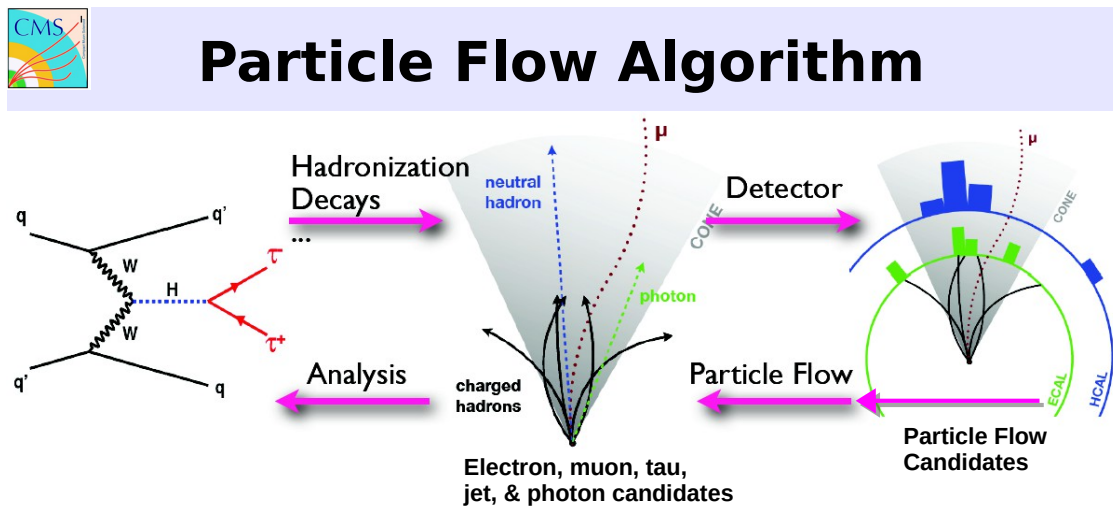 CMS
Particle Flow Algorithm
Hadronization
Decays
...
neutral
hadron
μ
CONE
photon
charged
hadrons
Detector
μ
CONE
ECAL
HCAL
q
q'
W
H
τ-
W
τ+
q'
q
Analysis
Particle Flow
Electron, muon, tau,
jet, & photon candidates
Particle Flow
Candidates